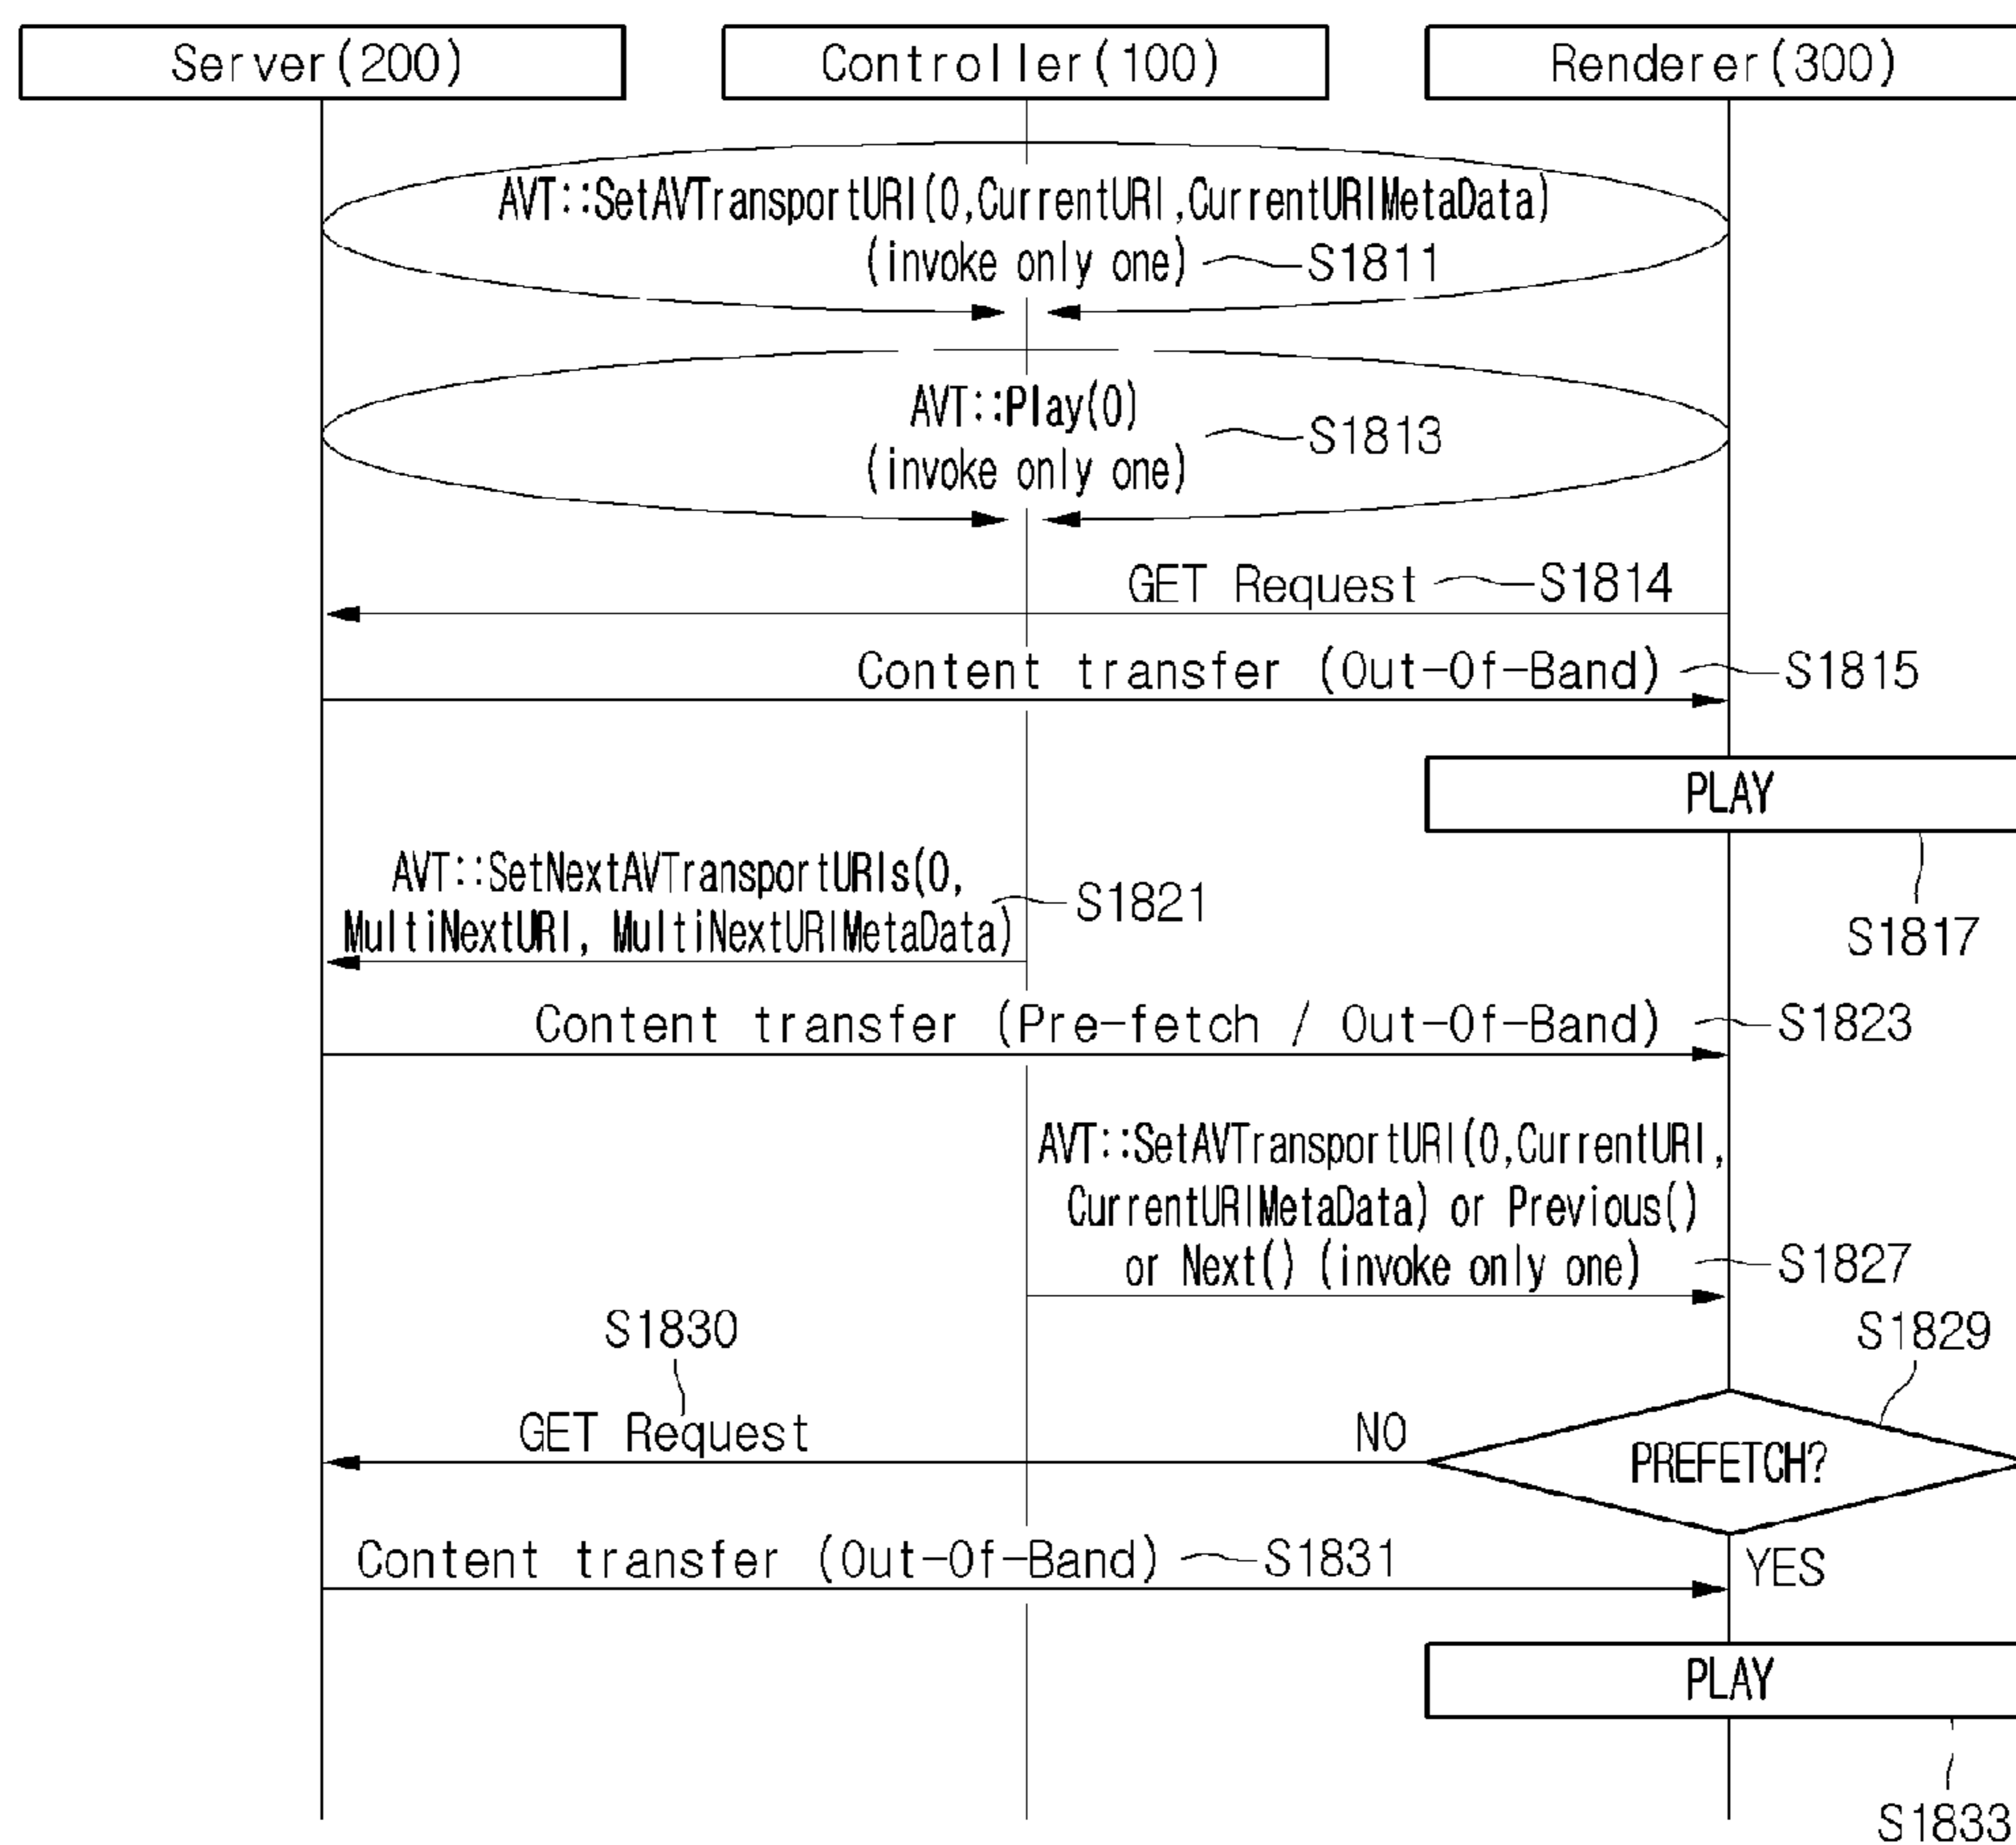 Server(200)
Controller(100)
Renderer(300)
AVT::SetAVTransportURI(0,CurrentURI,CurrentURIMetaData)
(invoke only one)
S1811
AVT::Play(0)
(invoke only one)
S1813
GET Request
S1814
Content transfer (Out-Of-Band)
S1815
PLAY
S1817
AVT::SetNextAVTransportURIs(0,
MultiNextURI, MultiNextURIMetaData)
S1821
Content transfer (Pre-fetch / Out-Of-Band)
S1823
AVT::SetAVTransportURI(0,CurrentURI,
CurrentURIMetaData) or Previous()
or Next() (invoke only one)
S1827
S1830
S1829
GET Request
NO
PREFETCH?
Content transfer (Out-Of-Band)
S1831
YES
PLAY
S1833